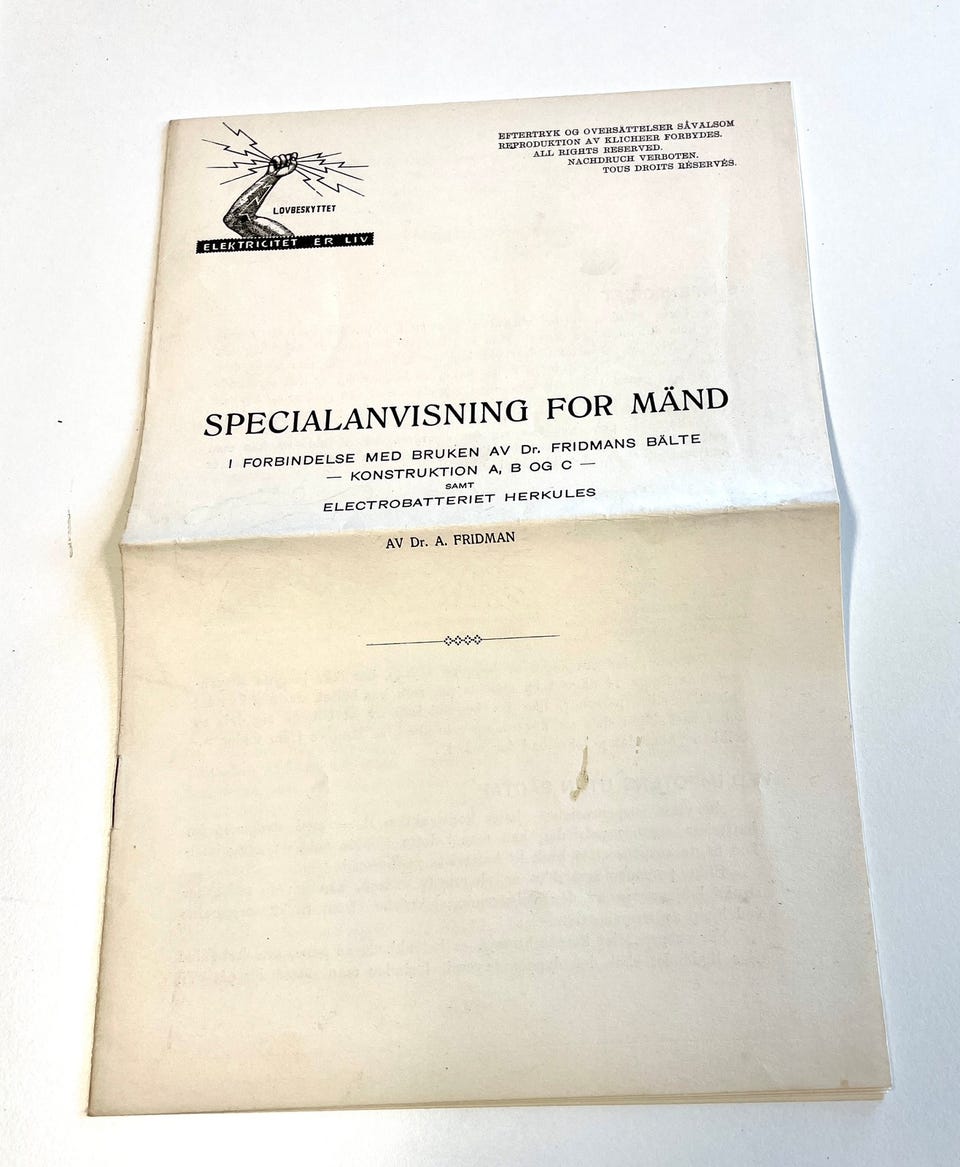 EFTERTRYK OG OVERSÄTTELSER SÅVALSOM
REPRODUKTION AV KLICHEER FORBYDES.
ALL RIGHTS RESERVED.
NACHDRUCH VERBOTEN.
TOUS DROITS RÉSERVÉS.
LOVBESKYTTET
ELEKTRICITET ER LIV
SPECIALANVISNING FOR MÄND
I FORBINDELSE MED BRUKEN AV Dr. FRIDMANS BÄLTE
— KONSTRUKTION A, B OG C —
SAMT
ELECTROBATTERIET HERKULES
AV Dr. A. FRIDMAN